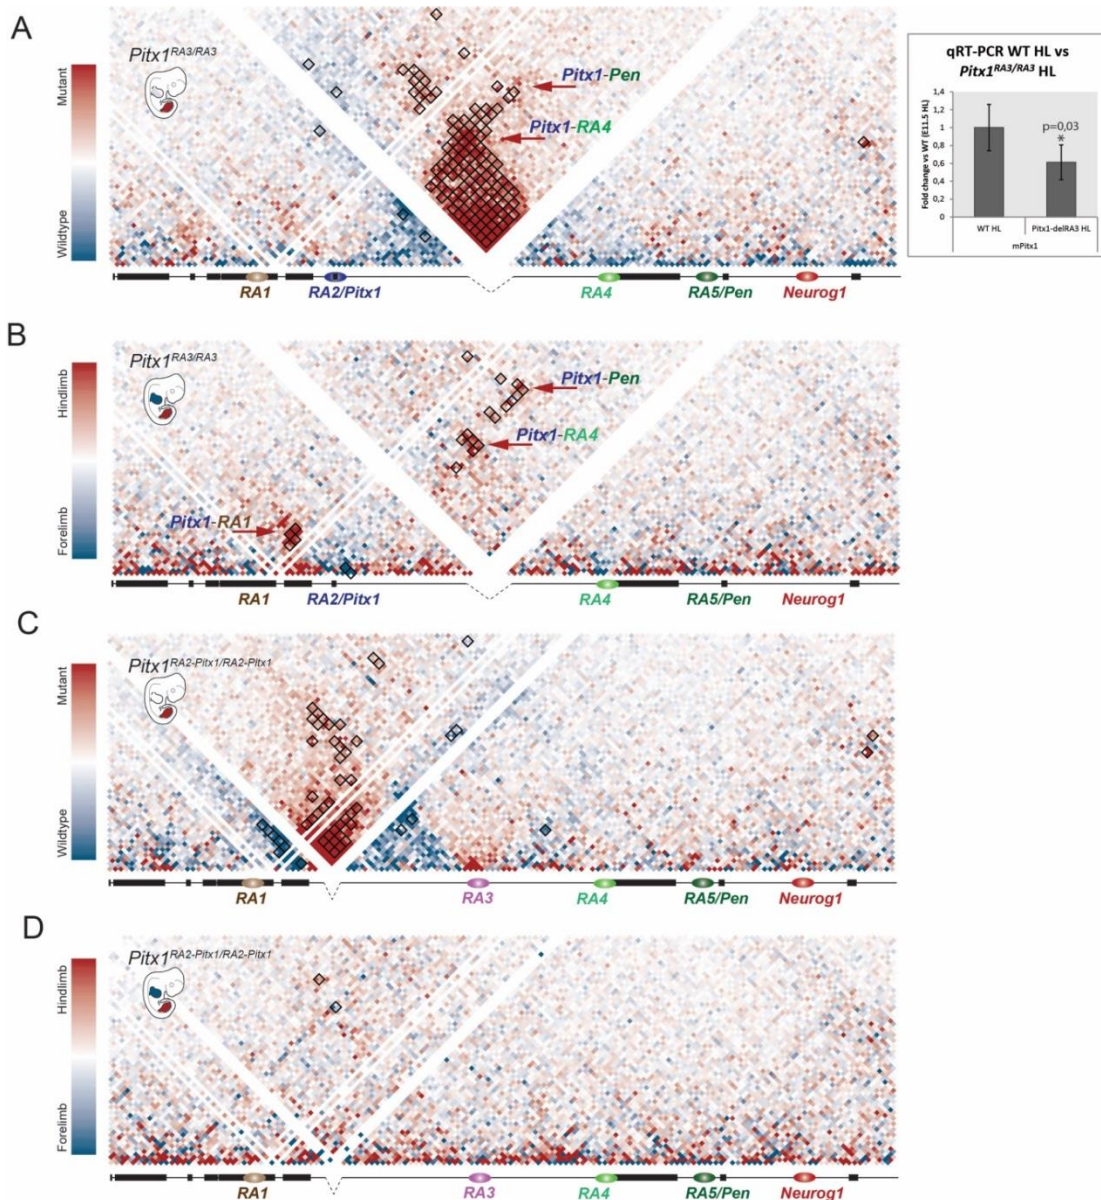 A
Pitx1RA3/RA3
Mutant
Wildtype
Pitx1-Pen
Pitx1-RA4
RA1
RA2/Pitx1
RA4
RA5/Pen
Neurog1
qRT-PCR WT HL vs
Pitx1RA3/RA3 HL
Fold change vs WT (E11.5 HL)
1,4
1,2
1
0,8
0,6
0,4
0,2
0
p=0,03
*
WT HL
Pitx1-delRA3 HL
mPitx1
B
Pitx1RA3/RA3
Hindlimb
Forelimb
Pitx1-Pen
Pitx1-RA4
Pitx1-RA1
RA1
RA2/Pitx1
RA4
RA5/Pen
Neurog1
C
Pitx1RA2-Pitx1/RA2-Pitx1
Mutant
Wildtype
RA1
RA3
RA4
RA5/Pen
Neurog1
D
Pitx1RA2-Pitx1/RA2-Pitx1
Hindlimb
Forelimb
RA1
RA3
RA4
RA5/Pen
Neurog1